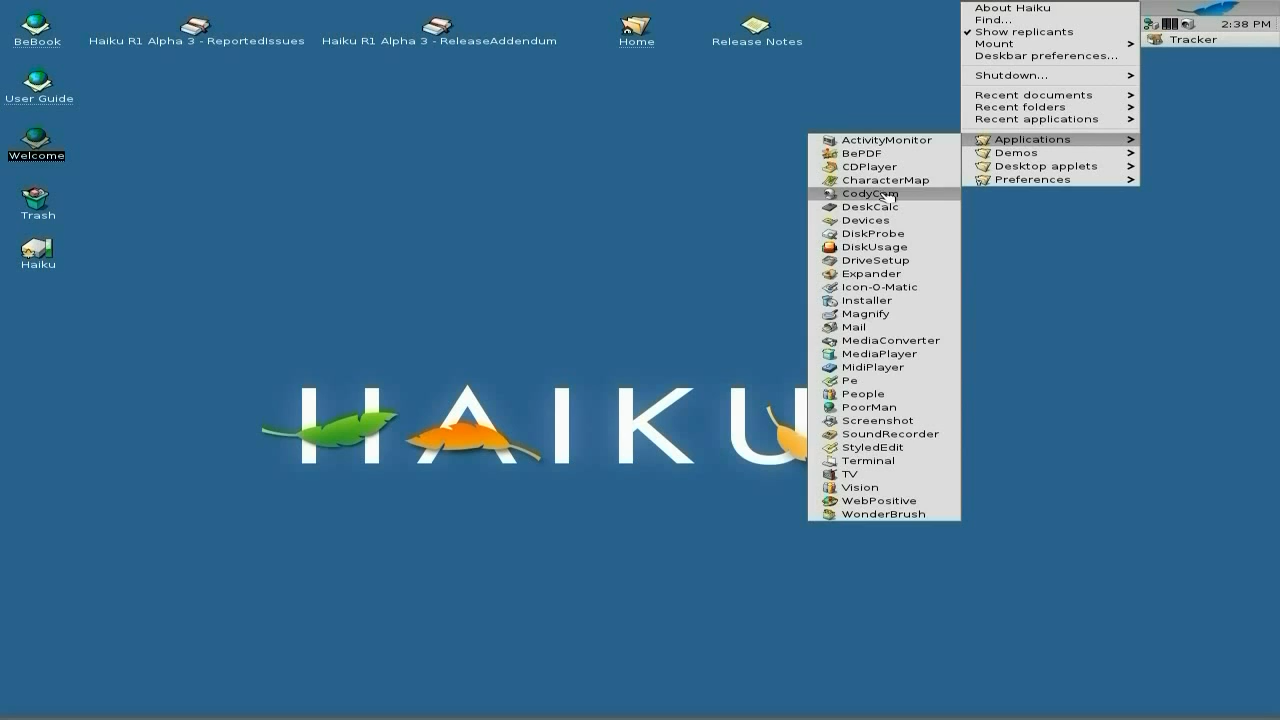 BeBook
Haiku R1 Alpha 3 - ReportedIssues
Haiku R1 Alpha 3 - ReleaseAddendum
Home
Release Notes
User Guide
Welcome
Trash
Haiku
HAIKU
About Haiku
Find...
Show replicants
Mount
Deskbar preferences...
Shutdown...
Recent documents
Recent folders
Recent applications
Applications
Demos
Desktop applets
Preferences
2:38 PM
Tracker
ActivityMonitor
BePDF
CDPlayer
CharacterMap
CodyCam
DeskCalc
Devices
DiskProbe
DiskUsage
DriveSetup
Expander
Icon-O-Matic
Installer
Magnify
Mail
MediaConverter
MediaPlayer
MidiPlayer
Pe
People
PoorMan
Screenshot
SoundRecorder
StyledEdit
Terminal
TV
Vision
WebPositive
WonderBrush